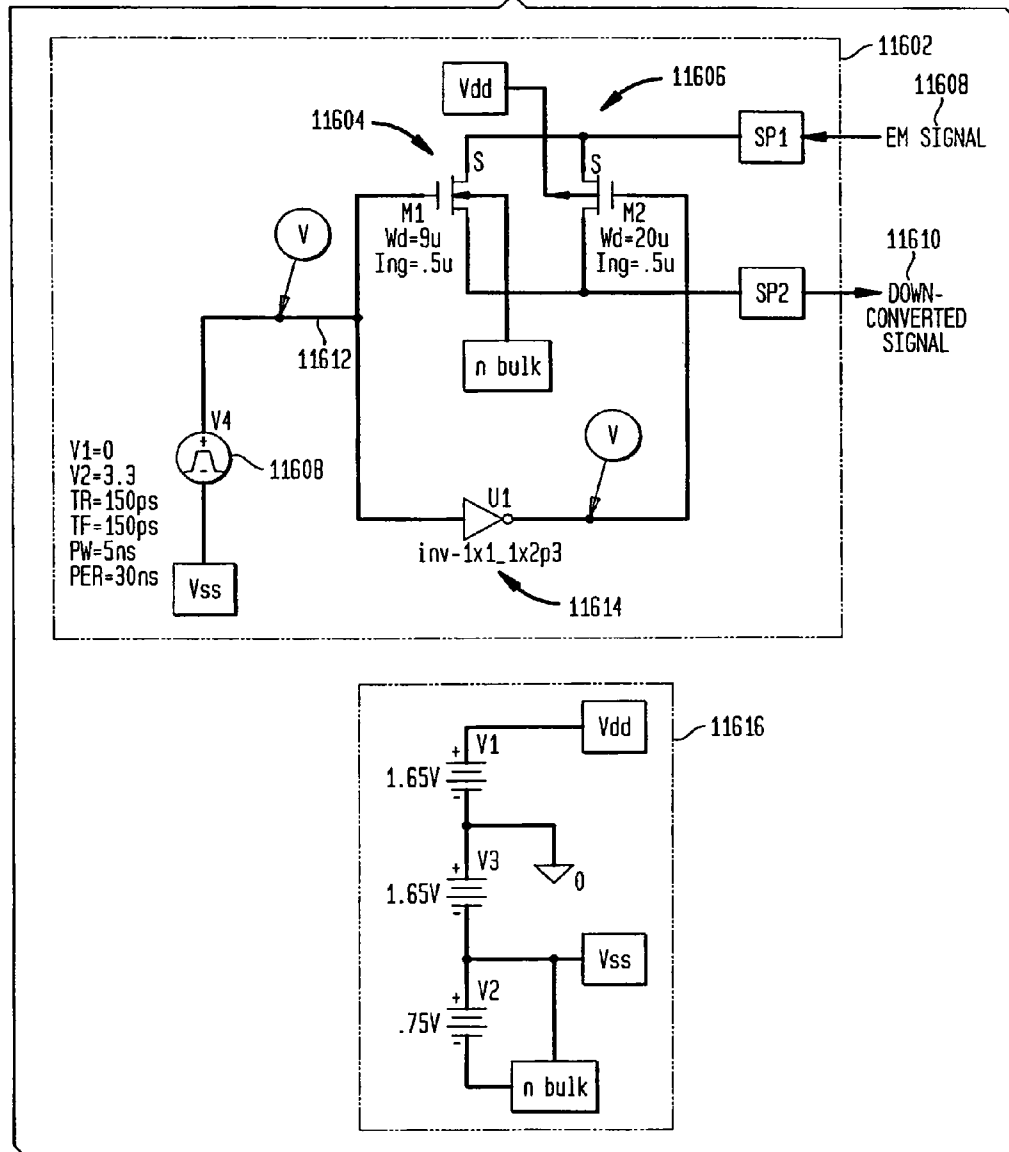 11602
Vdd
11606
11608
11604
SP1
EM SIGNAL
S
S
M1
Wd=9u
Ing=.5u
M2
Wd=20u
Ing=.5u
V
11610
SP2
DOWN-
CONVERTED
SIGNAL
11612
n bulk
V4
V
V1=0
V2=3.3
TR=150ps
TF=150ps
PW=5ns
PER=30ns
+
-
11608
U1
inv-1x1_1x2p3
Vss
11614
Vdd
11616
+ V1
1.65V
-
+ V3
1.65V
-
0
Vss
+ V2
.75V
-
n bulk